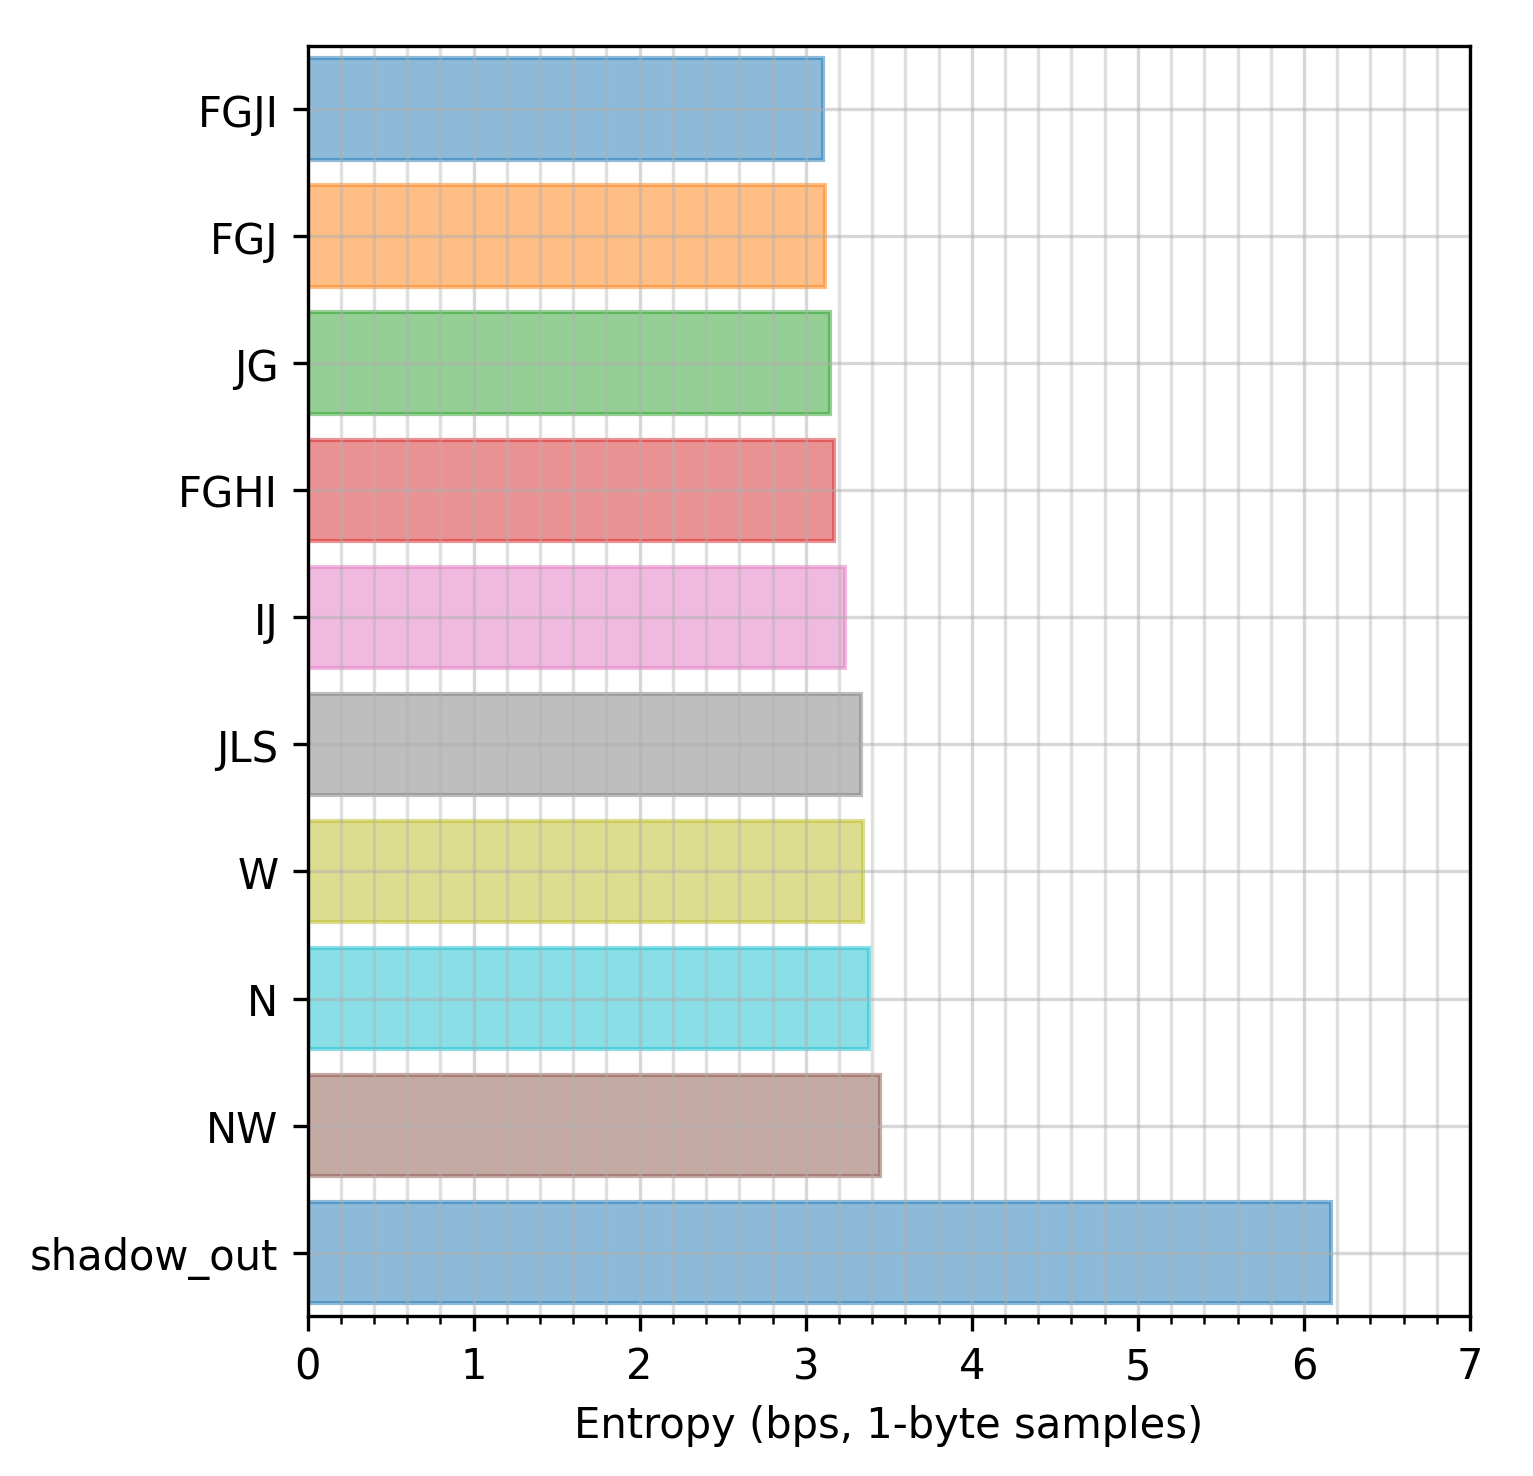 FGJI
FGJ
JG
FGHI
IJ
JLS
W
N
NW
shadow_out
0 1 2 3 4 5 6 7
Entropy (bps, 1-byte samples)